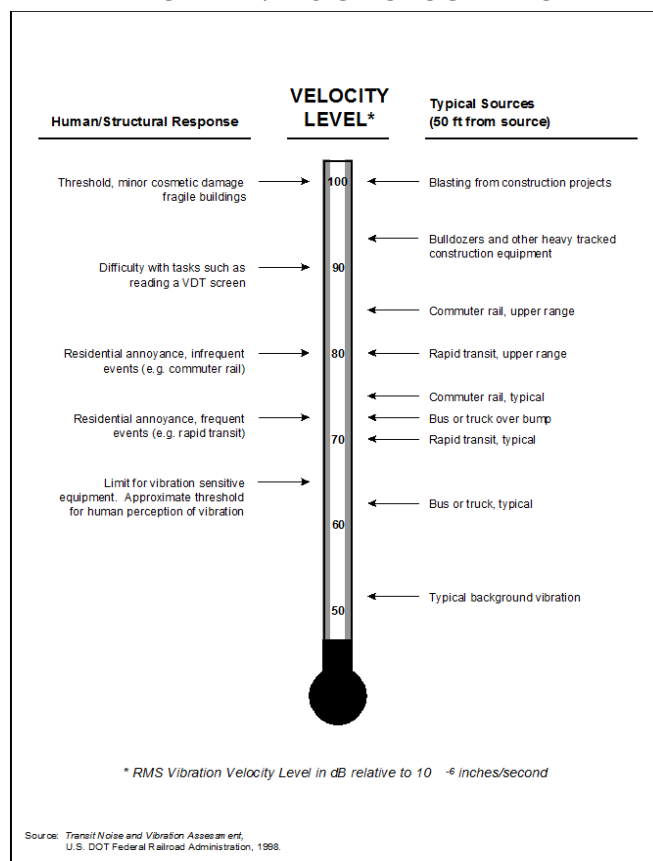 VELOCITY
LEVEL*
Human/Structural Response
Typical Sources
(50 ft from source)
Threshold, minor cosmetic damage
fragile buildings
Difficulty with tasks such as
reading a VDT screen
Residential annoyance, infrequent
events (e.g. commuter rail)
Residential annoyance, frequent
events (e.g. rapid transit)
Limit for vibration sensitive
equipment. Approximate threshold
for human perception of vibration
100
90
80
70
60
50
Blasting from construction projects
Bulldozers and other heavy tracked
construction equipment
Commuter rail, upper range
Rapid transit, upper range
Commuter rail, typical
Bus or truck over bump
Rapid transit, typical
Bus or truck, typical
Typical background vibration
* RMS Vibration Velocity Level in dB relative to 10 -6 inches/second
Source: Transit Noise and Vibration Assessment,
U.S. DOT Federal Railroad Administration, 1998.